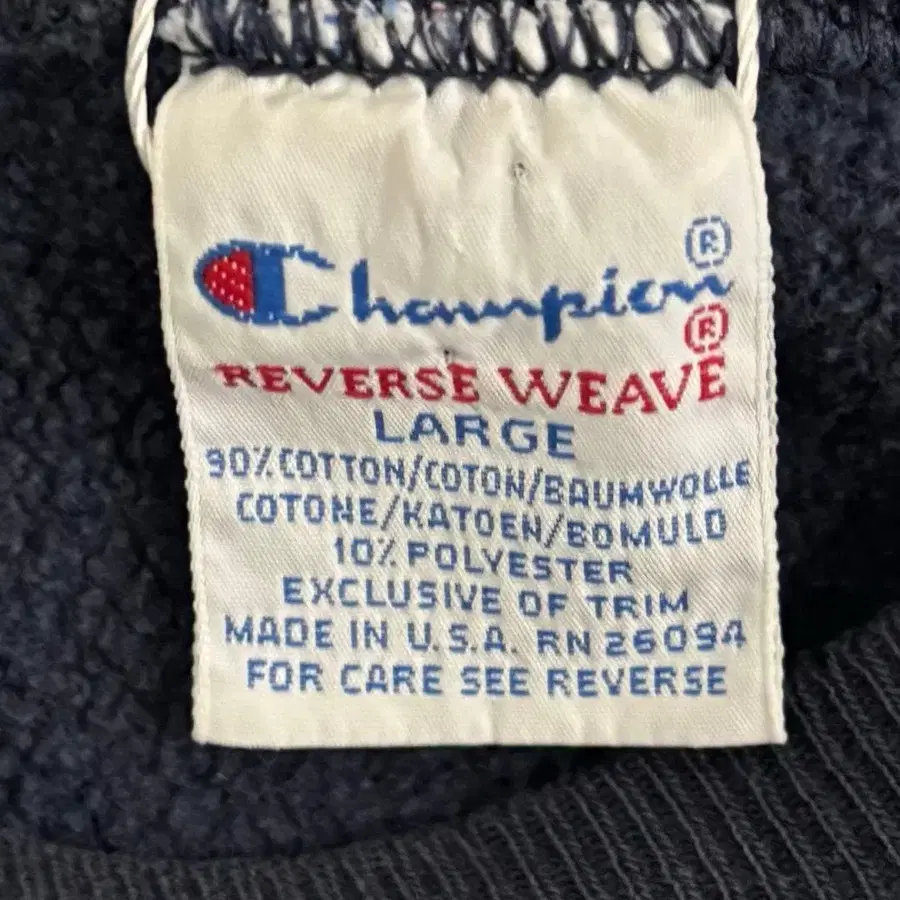 Champion®
REVERSE WEAVE®
LARGE
90% COTTON/COTON/BAUMWOLLE
COTONE/KATOEN/BOMULD
10% POLYESTER
EXCLUSIVE OF TRIM
MADE IN U.S.A. RN 26094
FOR CARE SEE REVERSE